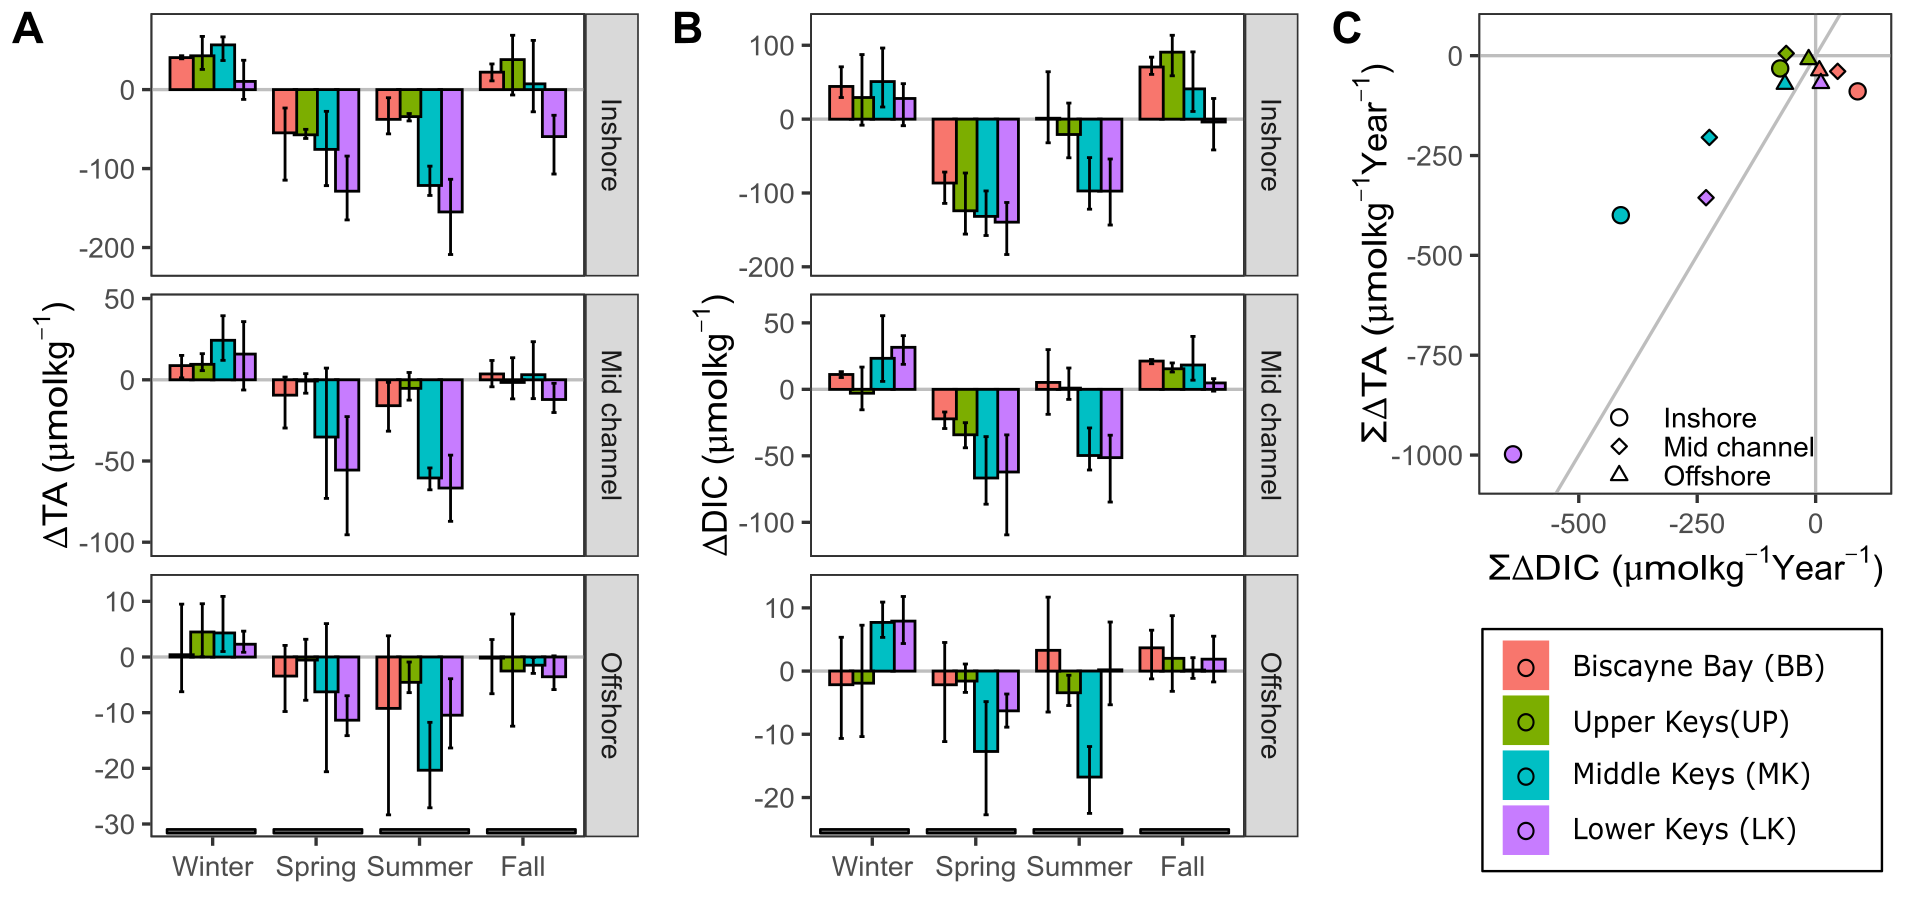 A
B
C
ΔTA (μmolkg⁻¹)
0
-100
-200
Inshore
50
0
-50
-100
Mid channel
10
0
-10
-20
-30
Offshore
Winter Spring Summer Fall
ΔDIC (μmolkg⁻¹)
100
0
-100
-200
Inshore
50
0
-50
-100
Mid channel
10
0
-10
-20
Offshore
Winter Spring Summer Fall
ΣΔTA (μmolkg⁻¹Year⁻¹)
0
-250
-500
-750
-1000
Inshore
Mid channel
Offshore
-500 -250 0
ΣΔDIC (μmolkg⁻¹Year⁻¹)
Biscayne Bay (BB)
Upper Keys(UP)
Middle Keys (MK)
Lower Keys (LK)